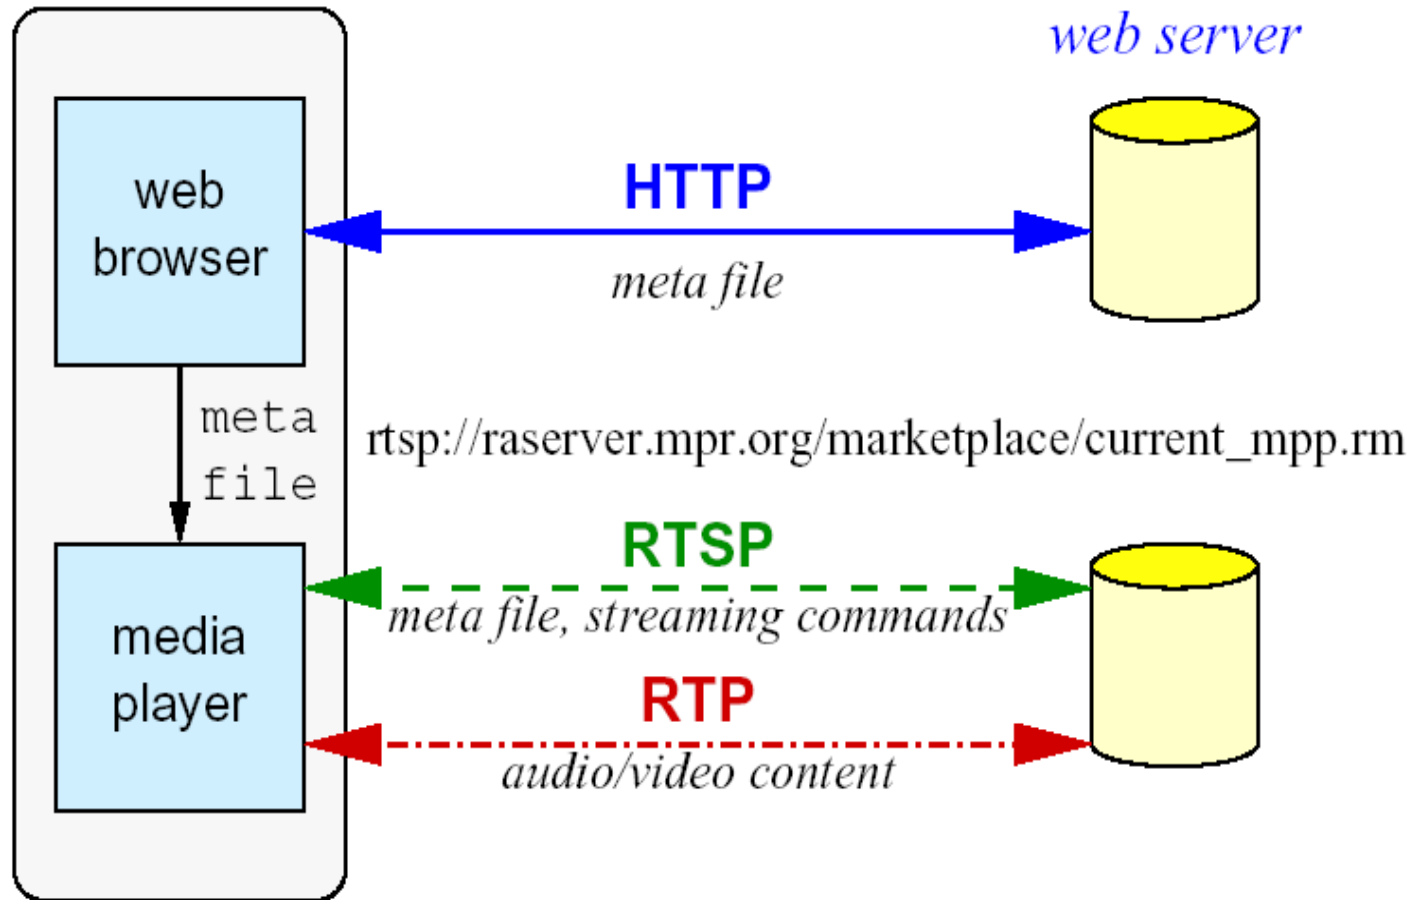 web server
web
browser
HTTP
meta file
meta
file
rtsp://raserver.mpr.org/marketplace/current_mpp.rm
RTSP
meta file, streaming commands
media
player
RTP
audio/video content